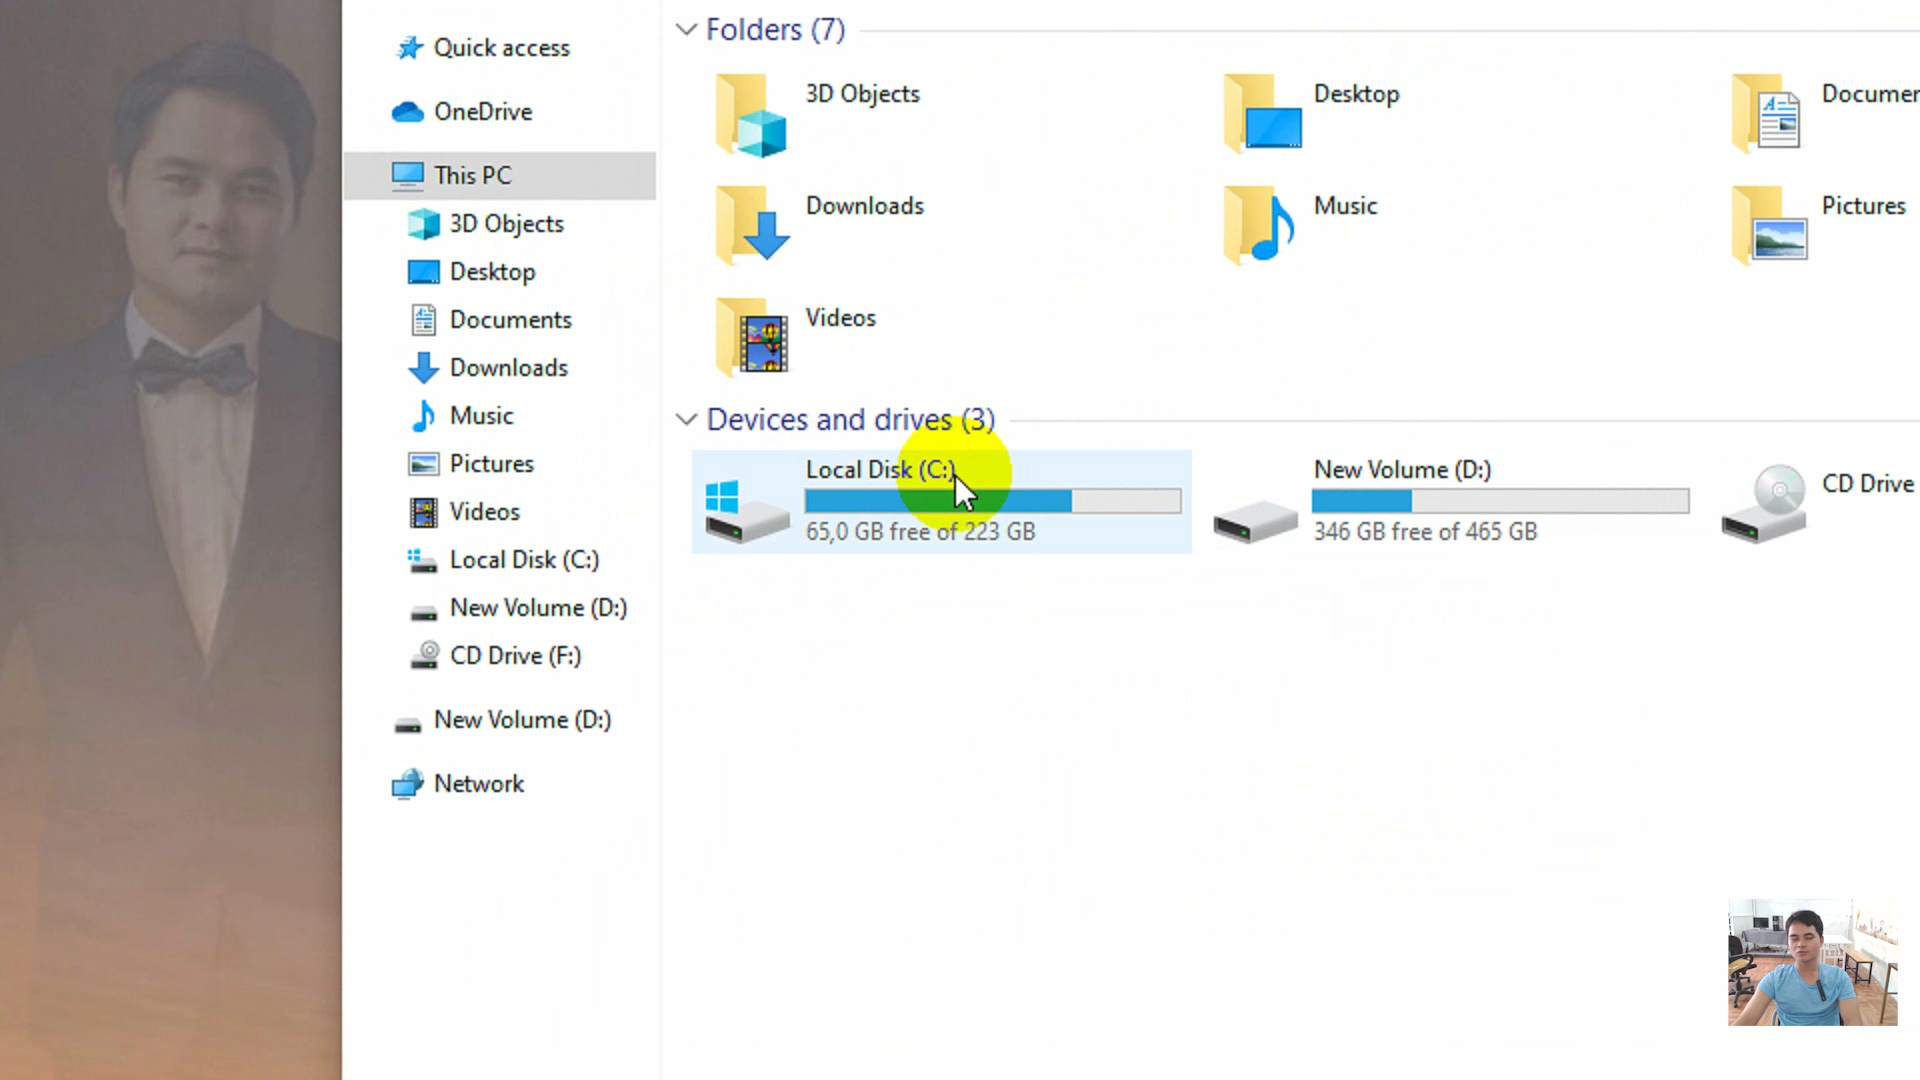 Quick access
OneDrive
This PC
3D Objects
Desktop
Documents
Downloads
Music
Pictures
Videos
Local Disk (C:)
New Volume (D:)
CD Drive (F:)
New Volume (D:)
Network
Folders (7)
3D Objects
Desktop
Documen
Downloads
Music
Pictures
Videos
Devices and drives (3)
Local Disk (C:)
65,0 GB free of 223 GB
New Volume (D:)
346 GB free of 465 GB
CD Drive